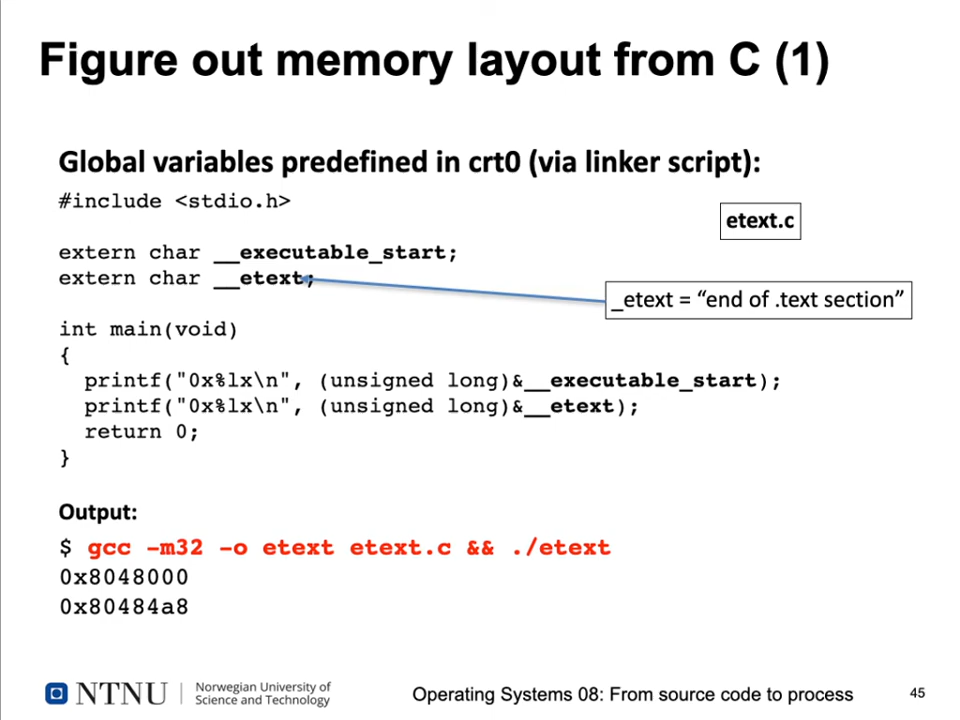 Figure out memory layout from C (1)
Global variables predefined in crt0 (via linker script):
#include <stdio.h>
etext.c
extern char __executable_start;
extern char __etext;
_etext = “end of .text section”
int main(void)
{
printf("0x%lx\n", (unsigned long)&__executable_start);
printf("0x%lx\n", (unsigned long)&__etext);
return 0;
}
Output:
$ gcc -m32 -o etext etext.c && ./etext
0x8048000
0x80484a8
NTNU
Norwegian University of
Science and Technology
Operating Systems 08: From source code to process
45